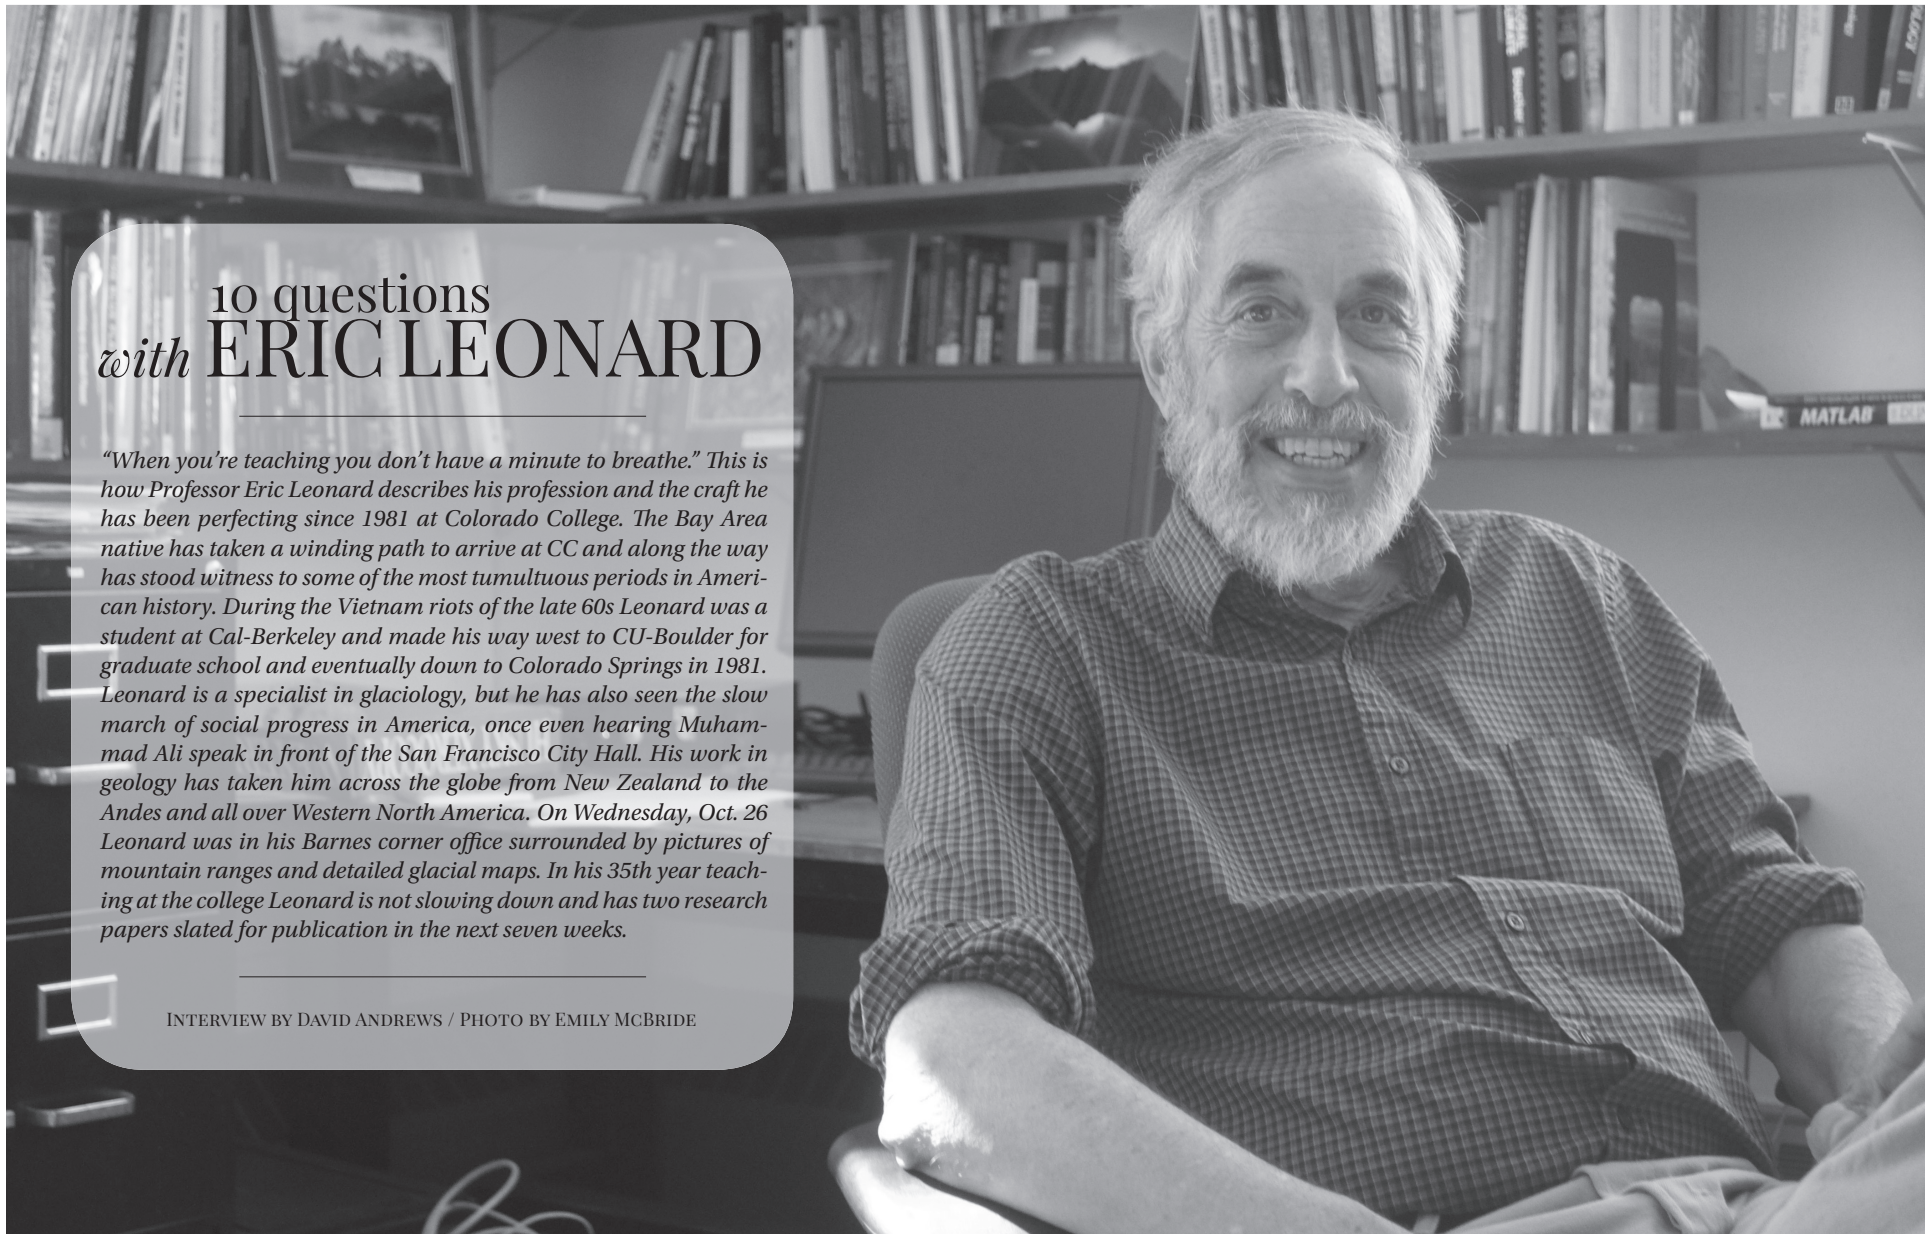 10 questions
with ERIC LEONARD
“When you’re teaching you don’t have a minute to breathe.” This is
how Professor Eric Leonard describes his profession and the craft he
has been perfecting since 1981 at Colorado College. The Bay Area
native has taken a winding path to arrive at CC and along the way
has stood witness to some of the most tumultuous periods in Ameri-
can history. During the Vietnam riots of the late 60s Leonard was a
student at Cal-Berkeley and made his way west to CU-Boulder for
graduate school and eventually down to Colorado Springs in 1981.
Leonard is a specialist in glaciology, but he has also seen the slow
march of social progress in America, once even hearing Muham-
mad Ali speak in front of the San Francisco City Hall. His work in
geology has taken him across the globe from New Zealand to the
Andes and all over Western North America. On Wednesday, Oct. 26
Leonard was in his Barnes corner office surrounded by pictures of
mountain ranges and detailed glacial maps. In his 35th year teach-
ing at the college Leonard is not slowing down and has two research
papers slated for publication in the next seven weeks.
INTERVIEW BY DAVID ANDREWS / PHOTO BY EMILY MCBRIDE
MATLAB